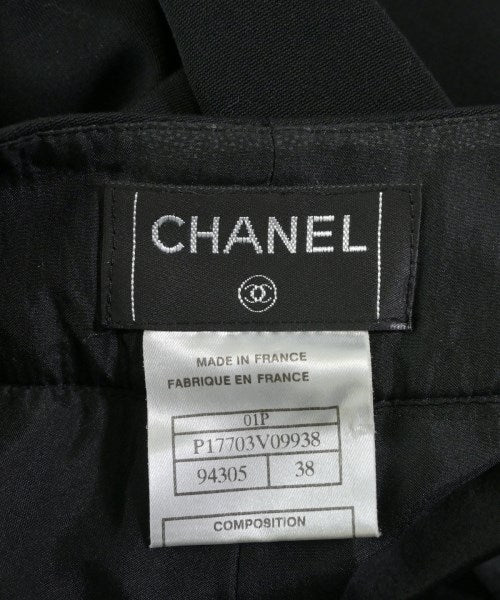 CHANEL
MADE IN FRANCE
FABRIQUE EN FRANCE
01P
P17703V09938
94305 38
COMPOSITION